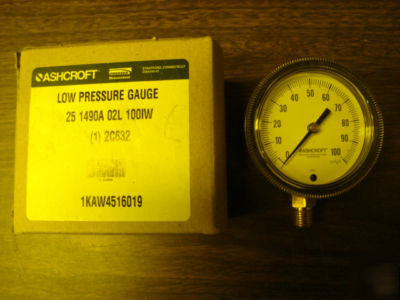 ASHCROFT
LOW PRESSURE GAUGE
25 1490A 02L 100IW
(1) 2C632
1KAW4516019
0 10 20 30 40 50 60 70 80 90 100
ASHCROFT